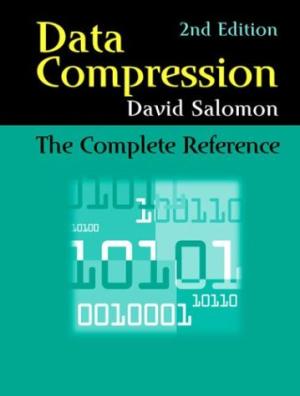 Data
2nd Edition
Compression
David Salomon
The Complete Reference
100110
10100
10101
10110
0010001